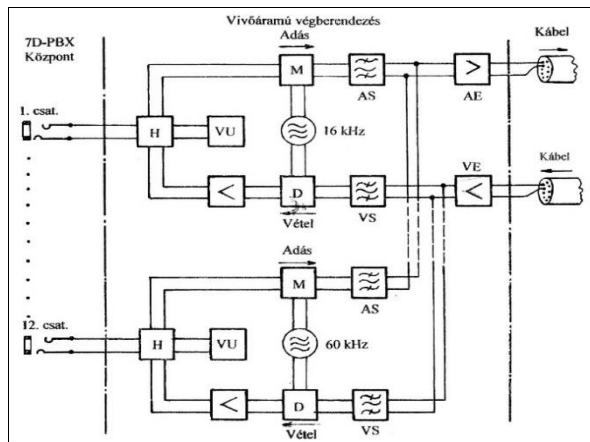 Vivőáramú végberendezés
7D-PBX
Központ
Adás
Kábel
M
AS
AE
1. csat.
H
VU
16 kHz
Kábel
VE
D
VS
Vétel
Adás
M
AS
12. csat.
H
VU
60 kHz
D
VS
Vétel